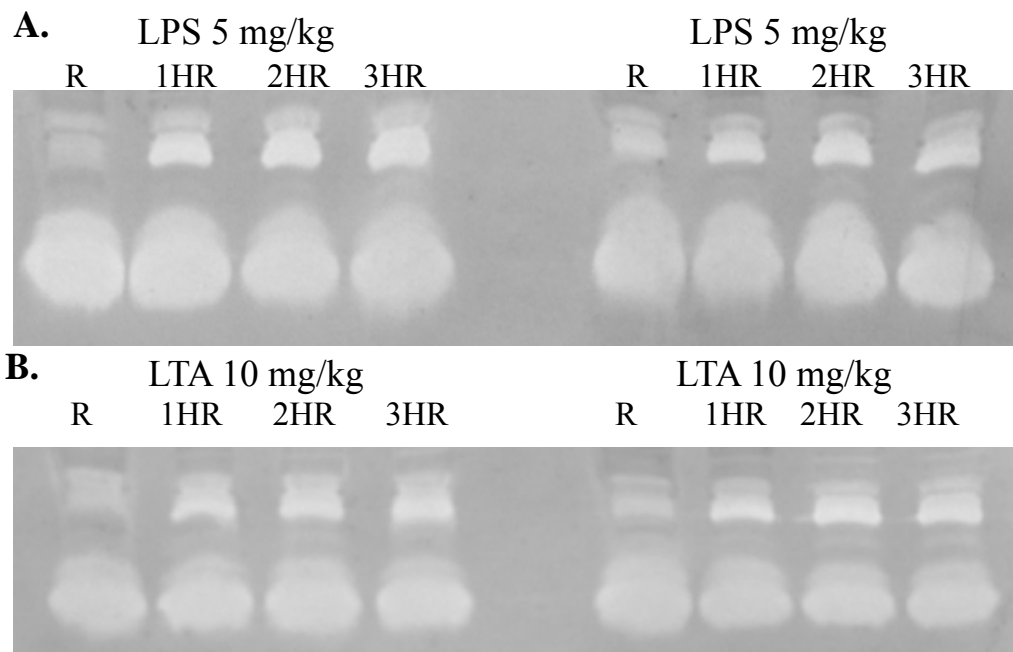 A.
LPS 5 mg/kg LPS 5 mg/kg
R 1HR 2HR 3HR R 1HR 2HR 3HR
B.
LTA 10 mg/kg LTA 10 mg/kg
R 1HR 2HR 3HR R 1HR 2HR 3HR